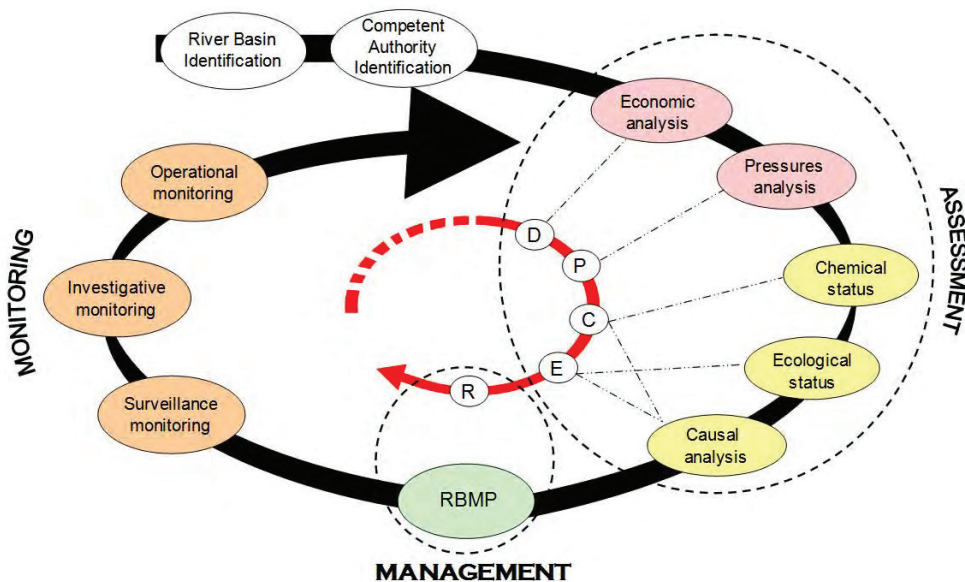 River Basin
Identification
Competent
Authority
Identification
Economic
analysis
Pressures
analysis
Chemical
status
Ecological
status
Causal
analysis
RBMP
Surveillance
monitoring
Investigative
monitoring
Operational
monitoring
D
P
C
E
R
ASSESSMENT
MONITORING
MANAGEMENT